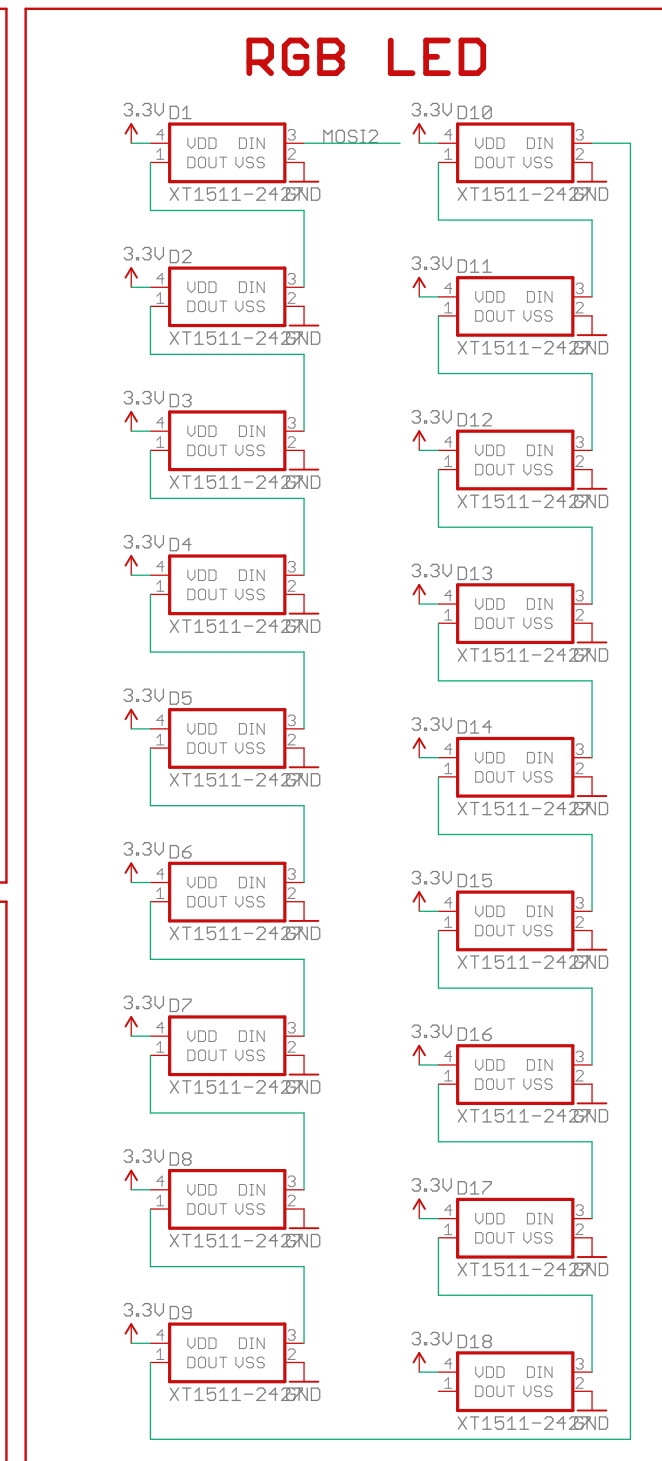 RGB LED
3.3V D1
4 VDD DIN 3 MOSI2
1 DOUT VSS 2
XT1511-2427 GND
3.3V D2
4 VDD DIN 3
1 DOUT VSS 2
XT1511-2427 GND
3.3V D3
4 VDD DIN 3
1 DOUT VSS 2
XT1511-2427 GND
3.3V D4
4 VDD DIN 3
1 DOUT VSS 2
XT1511-2427 GND
3.3V D5
4 VDD DIN 3
1 DOUT VSS 2
XT1511-2427 GND
3.3V D6
4 VDD DIN 3
1 DOUT VSS 2
XT1511-2427 GND
3.3V D7
4 VDD DIN 3
1 DOUT VSS 2
XT1511-2427 GND
3.3V D8
4 VDD DIN 3
1 DOUT VSS 2
XT1511-2427 GND
3.3V D9
4 VDD DIN 3
1 DOUT VSS 2
XT1511-2427 GND
3.3V D10
4 VDD DIN 3
1 DOUT VSS 2
XT1511-2427 GND
3.3V D11
4 VDD DIN 3
1 DOUT VSS 2
XT1511-2427 GND
3.3V D12
4 VDD DIN 3
1 DOUT VSS 2
XT1511-2427 GND
3.3V D13
4 VDD DIN 3
1 DOUT VSS 2
XT1511-2427 GND
3.3V D14
4 VDD DIN 3
1 DOUT VSS 2
XT1511-2427 GND
3.3V D15
4 VDD DIN 3
1 DOUT VSS 2
XT1511-2427 GND
3.3V D16
4 VDD DIN 3
1 DOUT VSS 2
XT1511-2427 GND
3.3V D17
4 VDD DIN 3
1 DOUT VSS 2
XT1511-2427 GND
3.3V D18
4 VDD DIN 3
1 DOUT VSS 2
XT1511-2427 GND